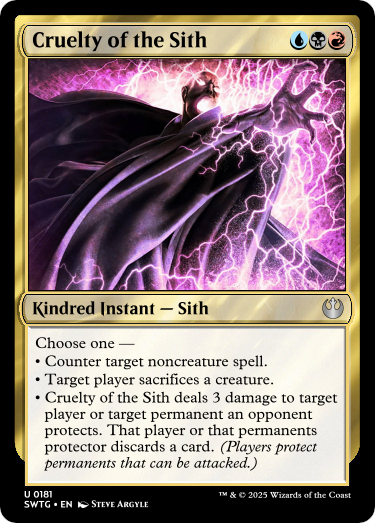 Cruelty of the Sith
Kindred Instant — Sith
Choose one —
• Counter target noncreature spell.
• Target player sacrifices a creature.
• Cruelty of the Sith deals 3 damage to target
player or target permanent an opponent
protects. That player or that permanents
protector discards a card. (Players protect
permanents that can be attacked.)
U 0181
SWTG • EN Steve Argyle
™ & © 2025 Wizards of the Coast